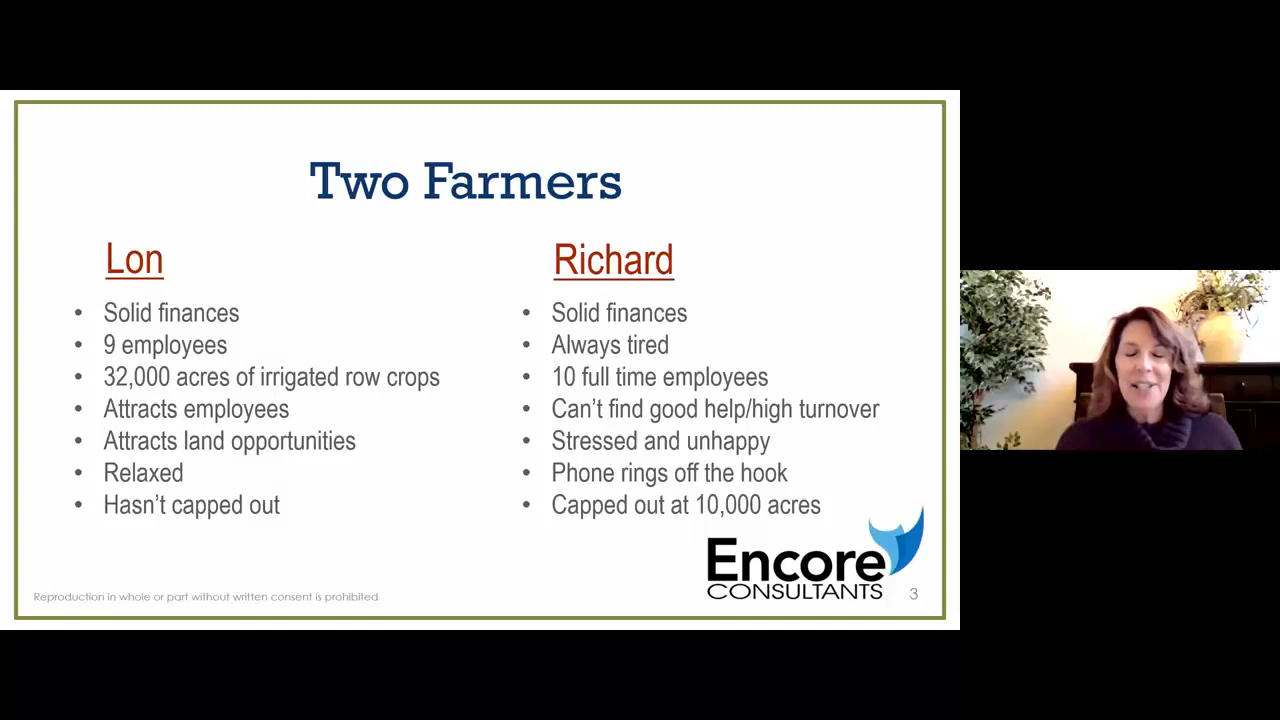 Two Farmers
Lon
• Solid finances
• 9 employees
• 32,000 acres of irrigated row crops
• Attracts employees
• Attracts land opportunities
• Relaxed
• Hasn’t capped out
Richard
• Solid finances
• Always tired
• 10 full time employees
• Can’t find good help/high turnover
• Stressed and unhappy
• Phone rings off the hook
• Capped out at 10,000 acres
Encore
CONSULTANTS
Reproduction in whole or part without written consent is prohibited.
3